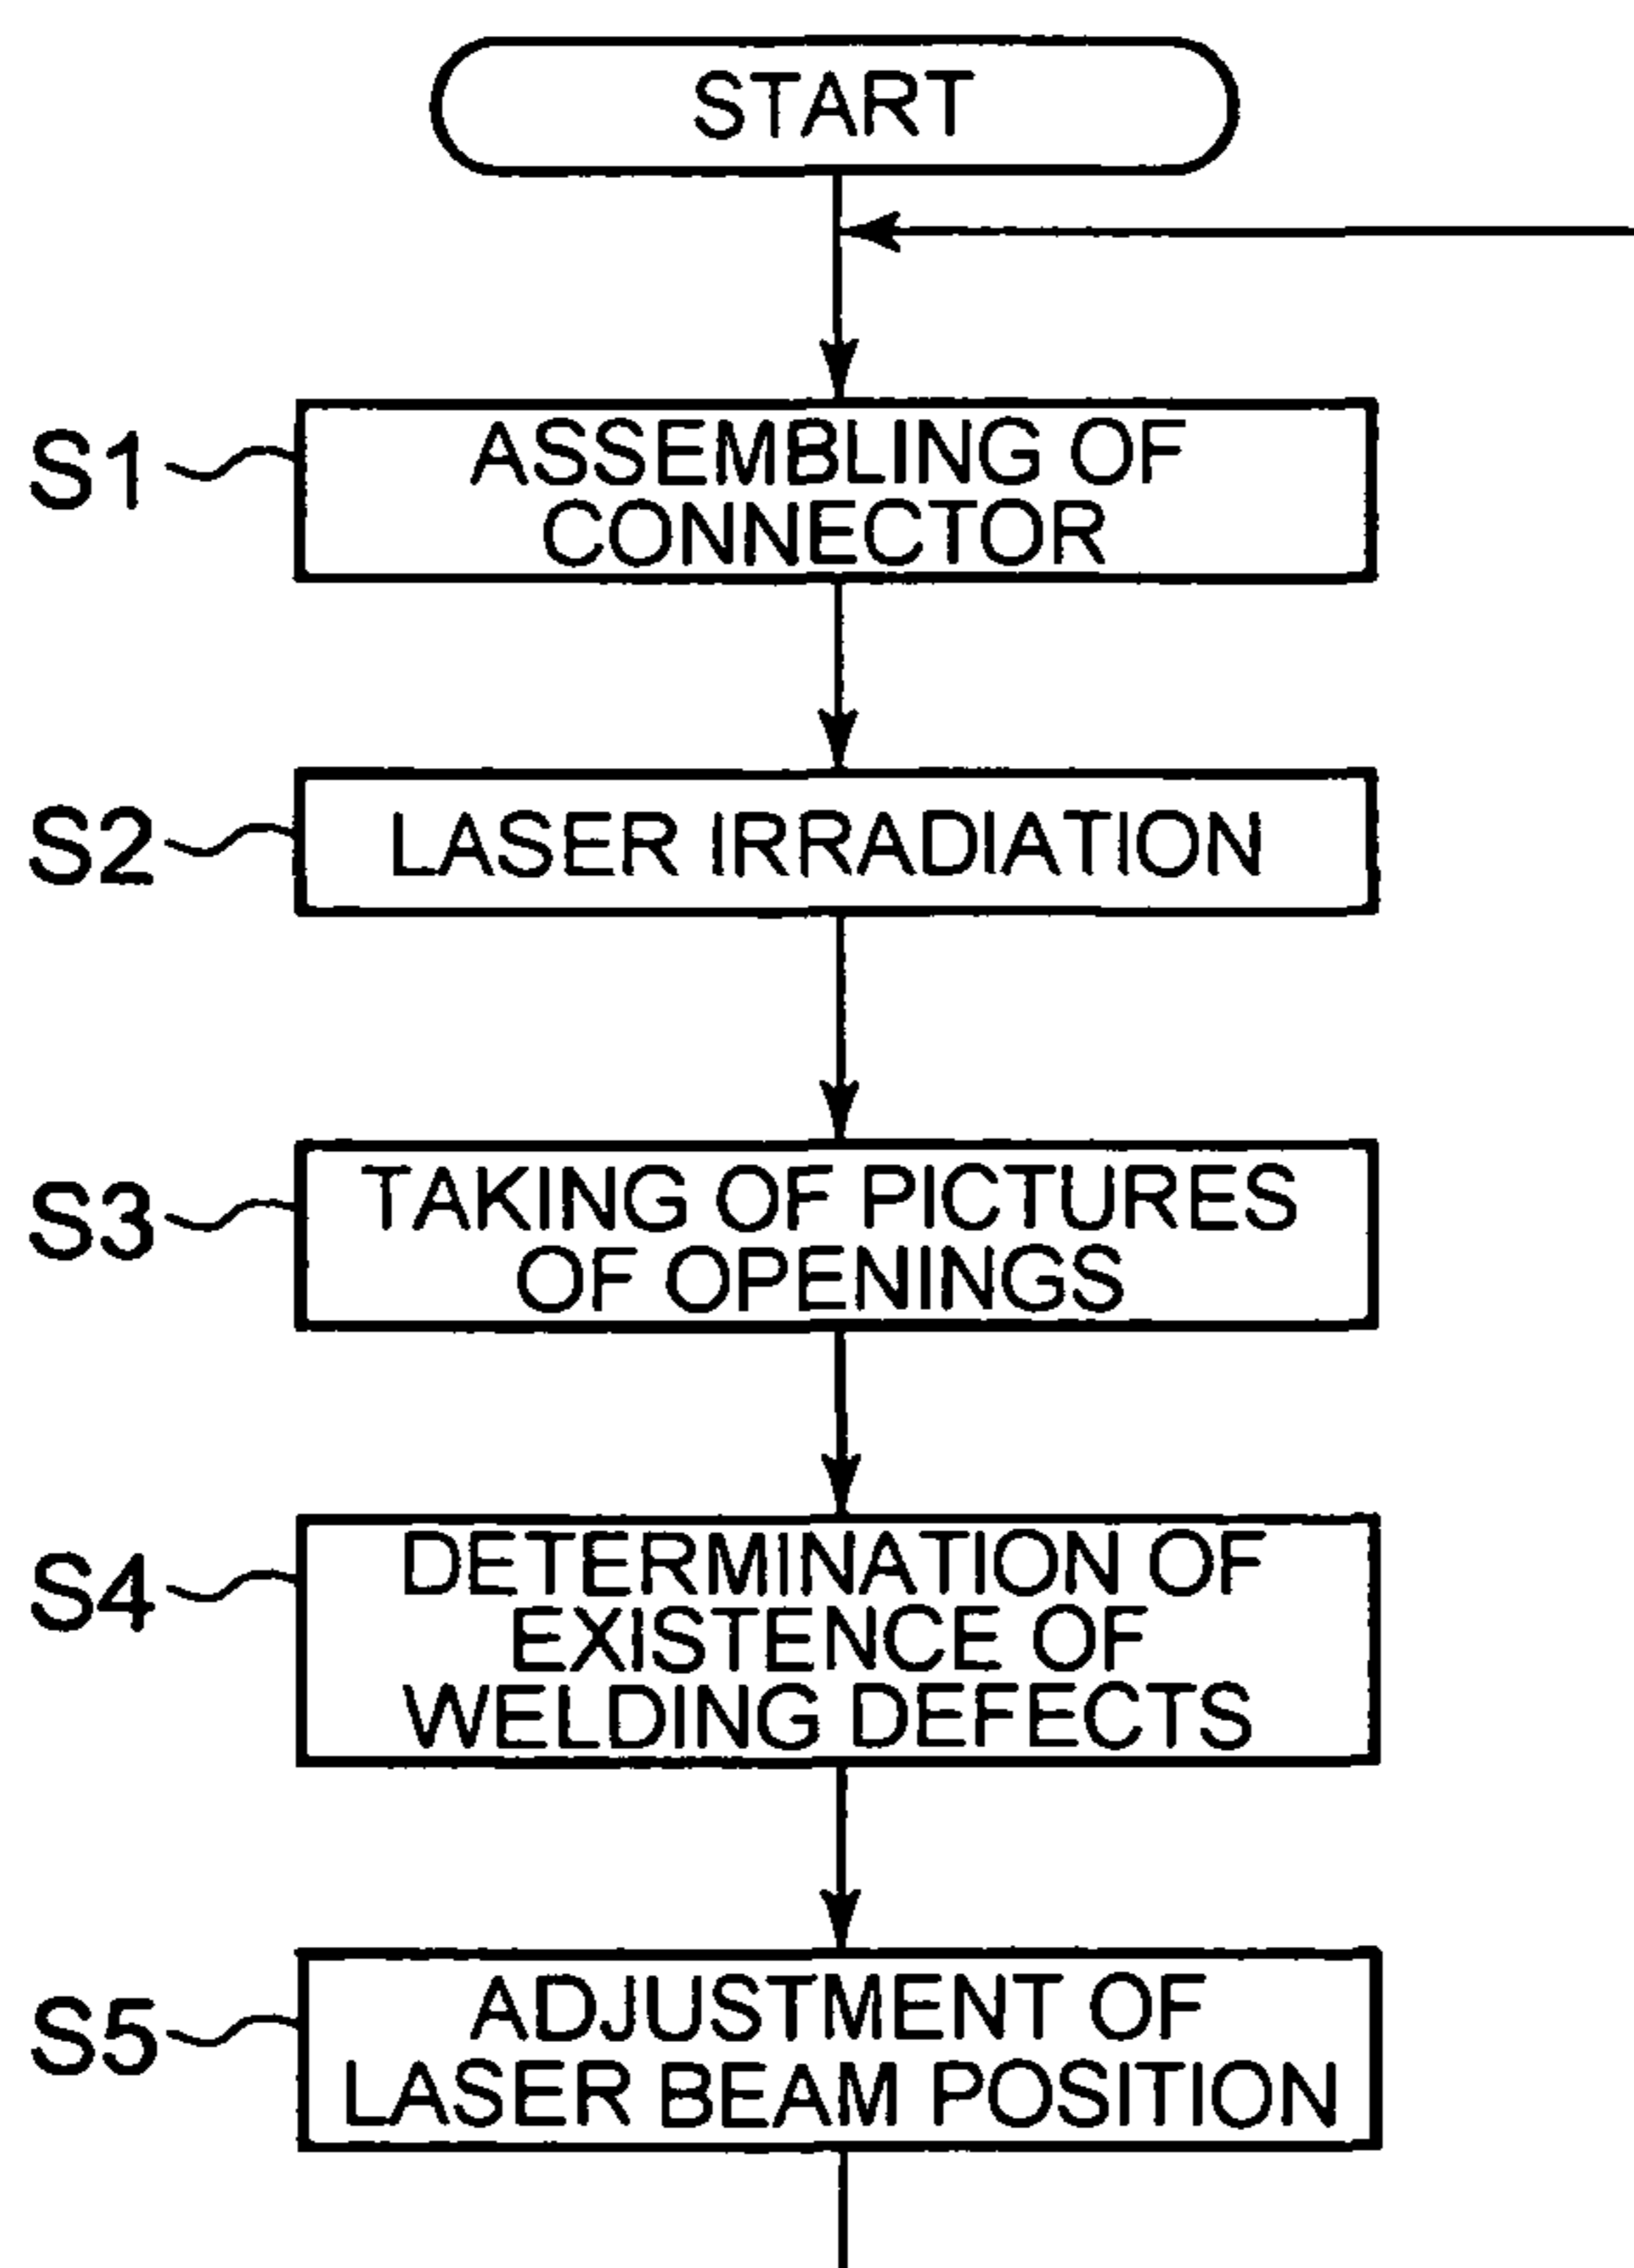 START
S1
ASSEMBLING OF
CONNECTOR
S2
LASER IRRADIATION
S3
TAKING OF PICTURES
OF OPENINGS
S4
DETERMINATION OF
EXISTENCE OF
WELDING DEFECTS
S5
ADJUSTMENT OF
LASER BEAM POSITION